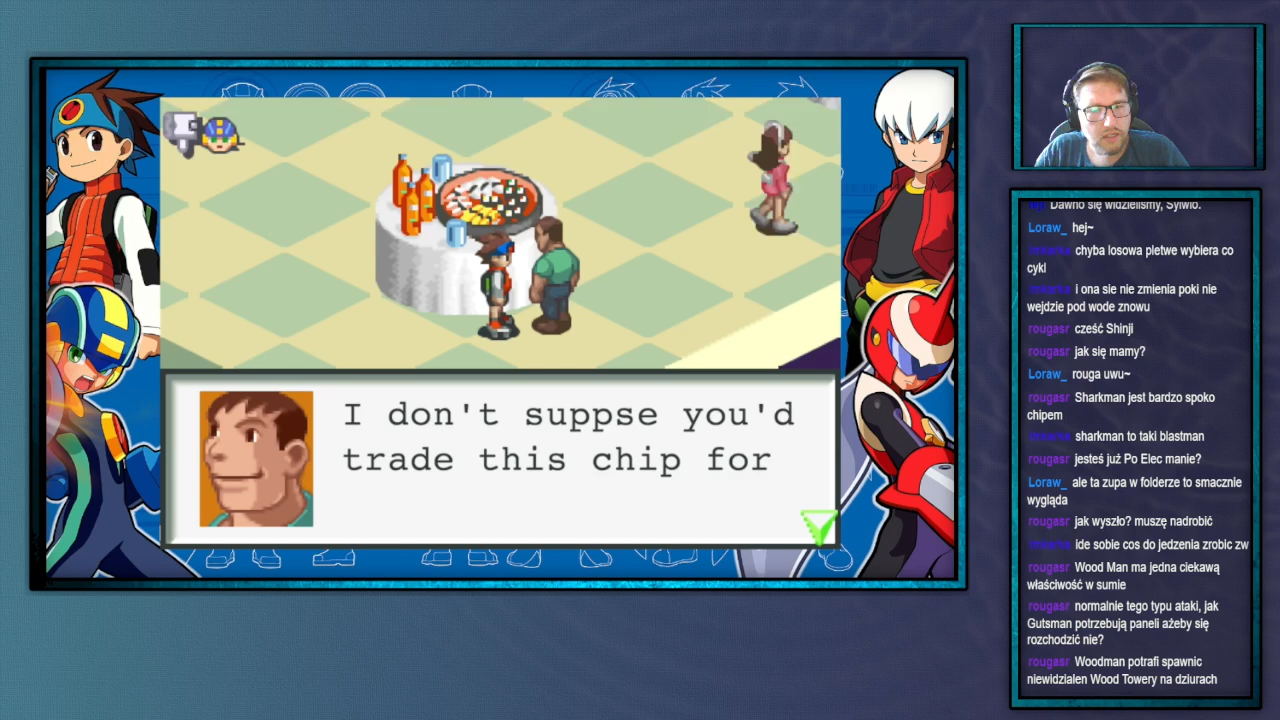 I don't suppse you'd
trade this chip for
Dawno się widzieliśmy, Sylwio.
Loraw_ hej~
chyba losowa pletwe wybiera co
cykl
i ona sie nie zmienia poki nie
wejdzie pod wode znowu
rougasr cześć Shinji
rougasr jak się mamy?
Loraw_ rouga uwu~
rougasr Sharkman jest bardzo spoko
chipem
sharkman to taki blastman
rougasr jesteś już Po Elec manie?
Loraw_ ale ta zupa w folderze to smacznie
wygląda
rougasr jak wyszło? muszę nadrobić
ide sobie cos do jedzenia zrobic zw
rougasr Wood Man ma jedna ciekawą
właściwość w sumie
rougasr normalnie tego typu ataki, jak
Gutsman potrzebują paneli ażeby się
rozchodzić nie?
rougasr Woodman potrafi spawnic
niewidzialen Wood Towery na dziurach